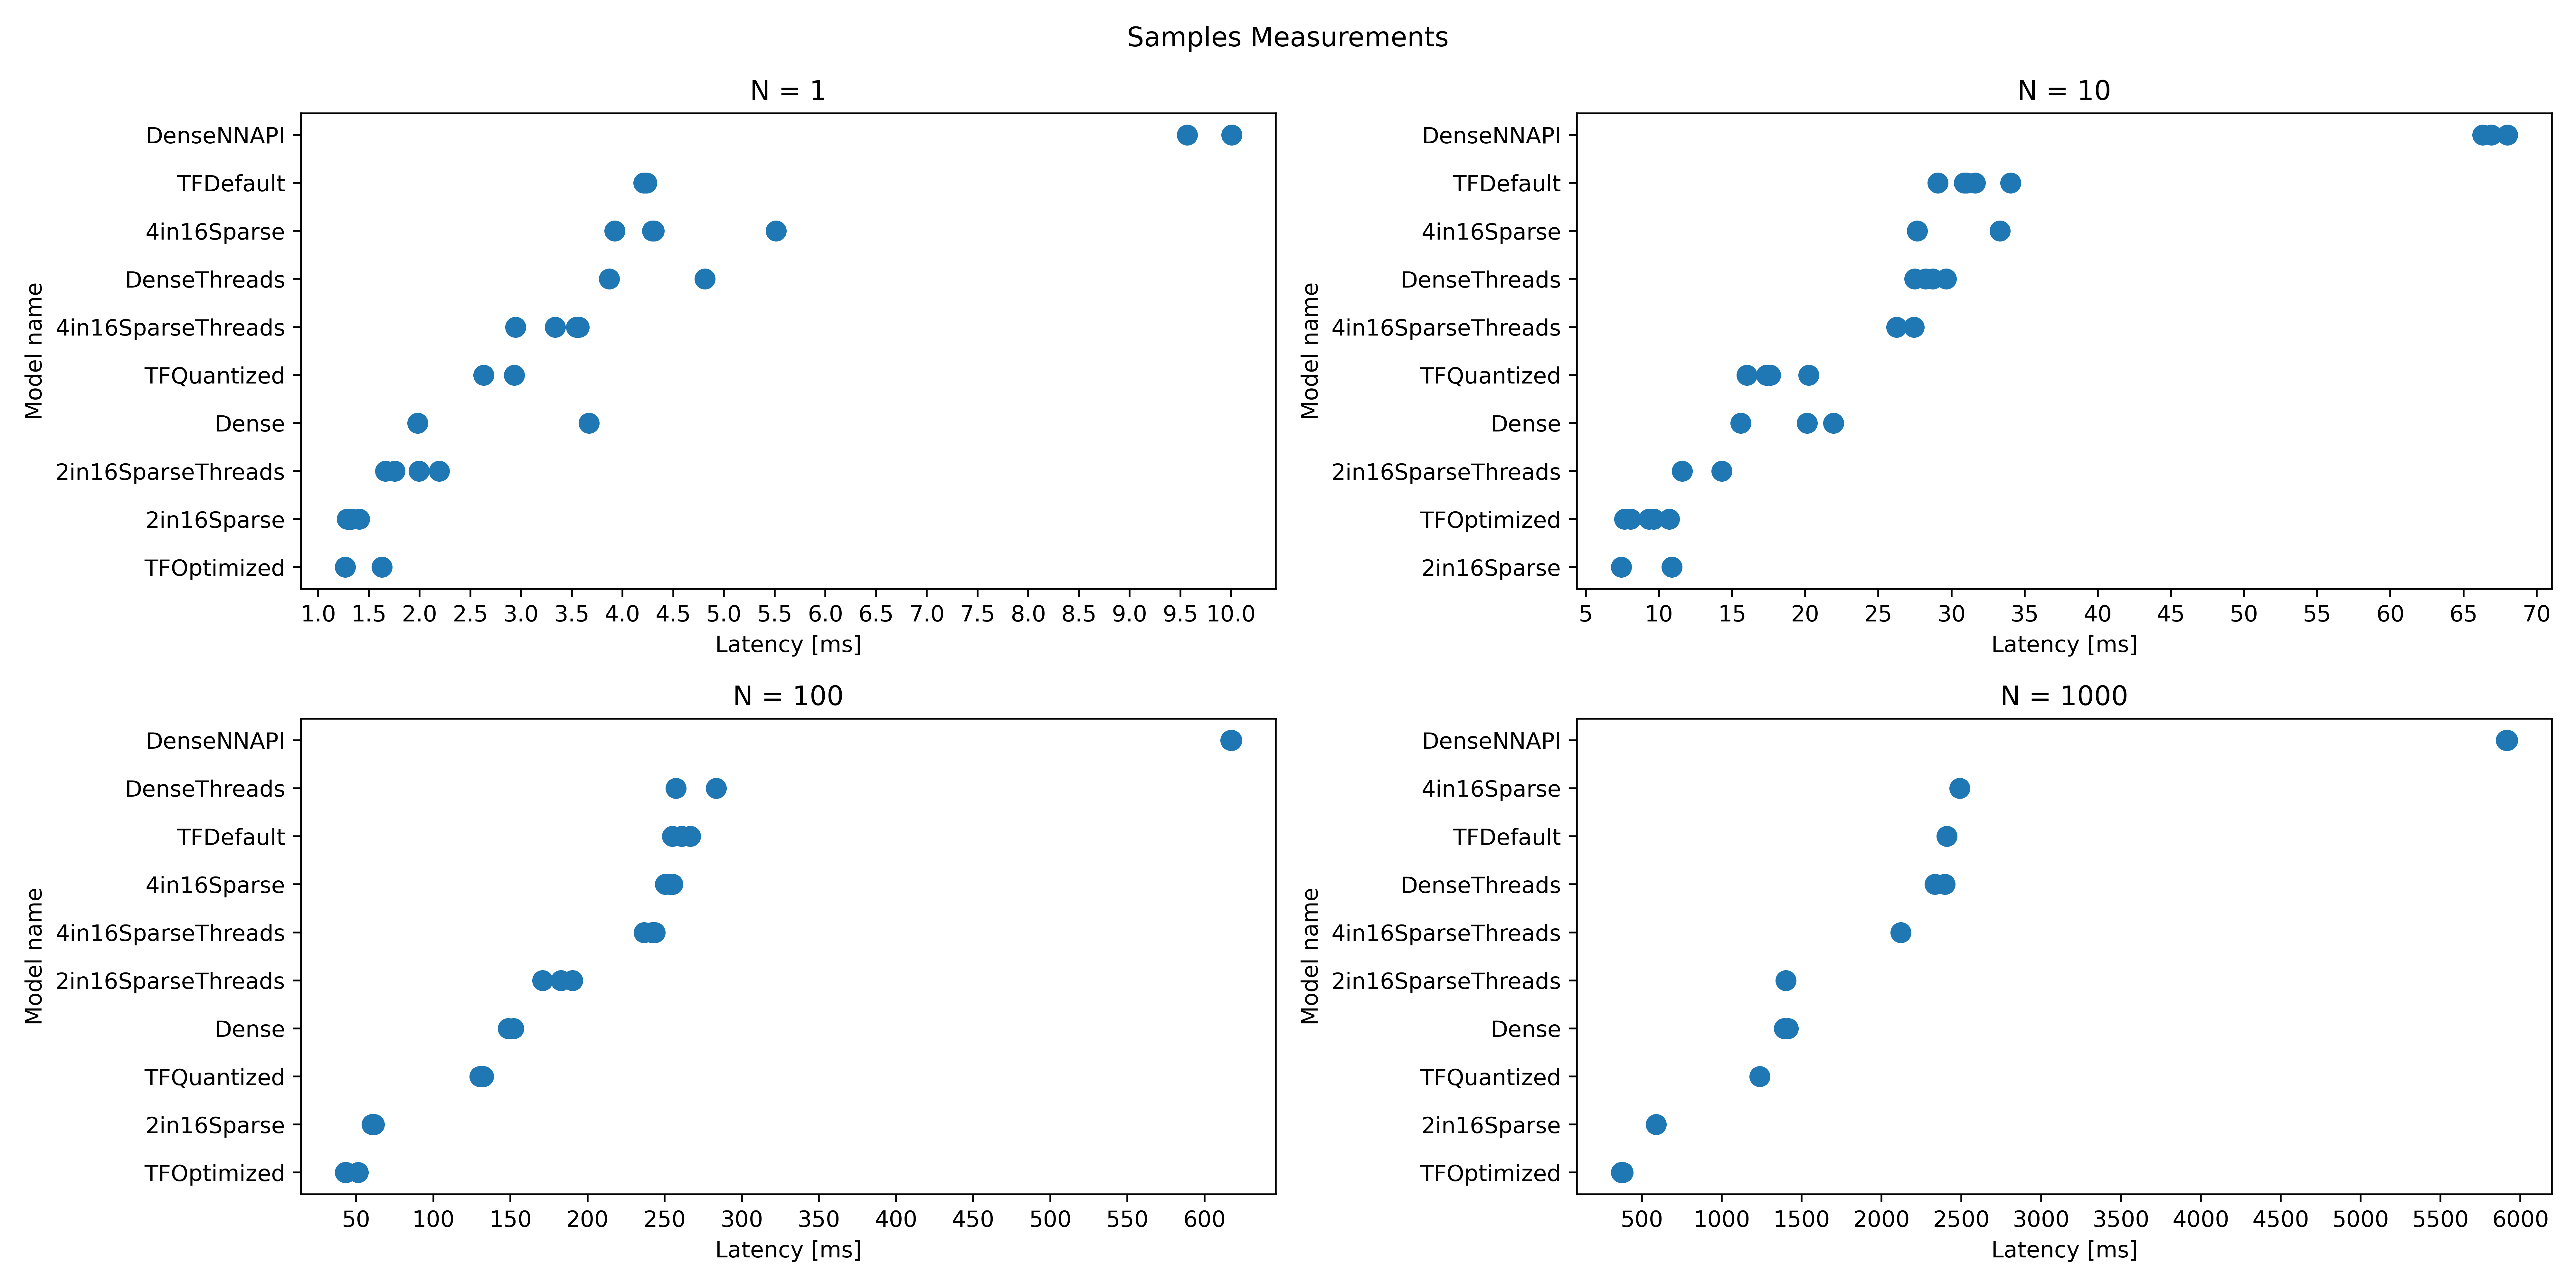 Samples Measurements
N = 1
Model name
DenseNNAPI
TFDefault
4in16Sparse
DenseThreads
4in16SparseThreads
TFQuantized
Dense
2in16SparseThreads
2in16Sparse
TFOptimized
1.0 1.5 2.0 2.5 3.0 3.5 4.0 4.5 5.0 5.5 6.0 6.5 7.0 7.5 8.0 8.5 9.0 9.5 10.0
Latency [ms]
N = 10
Model name
DenseNNAPI
TFDefault
4in16Sparse
DenseThreads
4in16SparseThreads
TFQuantized
Dense
2in16SparseThreads
TFOptimized
2in16Sparse
5 10 15 20 25 30 35 40 45 50 55 60 65 70
Latency [ms]
N = 100
Model name
DenseNNAPI
DenseThreads
TFDefault
4in16Sparse
4in16SparseThreads
2in16SparseThreads
Dense
TFQuantized
2in16Sparse
TFOptimized
50 100 150 200 250 300 350 400 450 500 550 600
Latency [ms]
N = 1000
Model name
DenseNNAPI
4in16Sparse
TFDefault
DenseThreads
4in16SparseThreads
2in16SparseThreads
Dense
TFQuantized
2in16Sparse
TFOptimized
500 1000 1500 2000 2500 3000 3500 4000 4500 5000 5500 6000
Latency [ms]